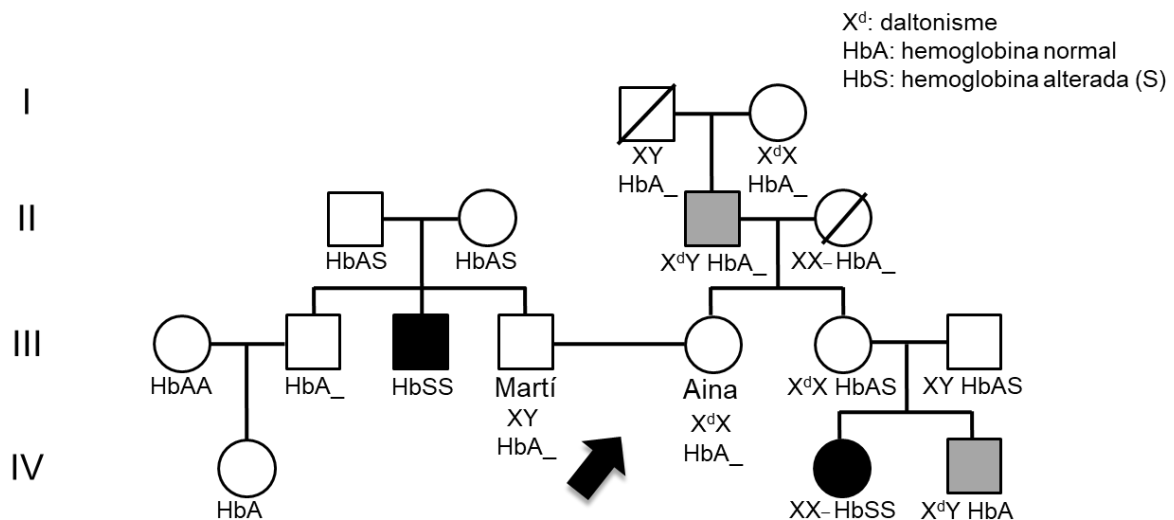 Xᵈ: daltonisme
HbA: hemoglobina normal
HbS: hemoglobina alterada (S)
I
XY
HbA_
XᵈX
HbA_
II
HbAS
HbAS
XᵈY HbA_
XX– HbA_
III
HbAA
HbA_
HbSS
Martí
XY
HbA_
Aina
XᵈX
HbA_
XᵈX HbAS
XY HbAS
IV
HbA
XX– HbSS
XᵈY HbA